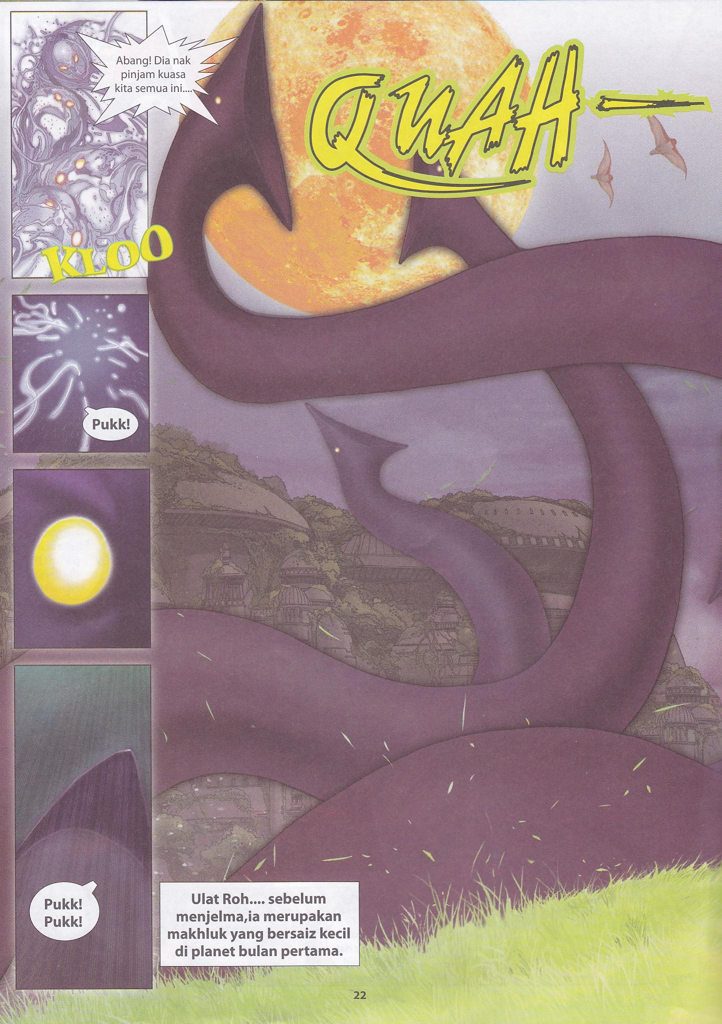 Abang! Dia nak
pinjam kuasa
kita semua ini....
QUAH—
KLOO
Pukk!
Pukk!
Pukk!
Ulat Roh.... sebelum
menjelma,ia merupakan
makhluk yang bersaiz kecil
di planet bulan pertama.
22